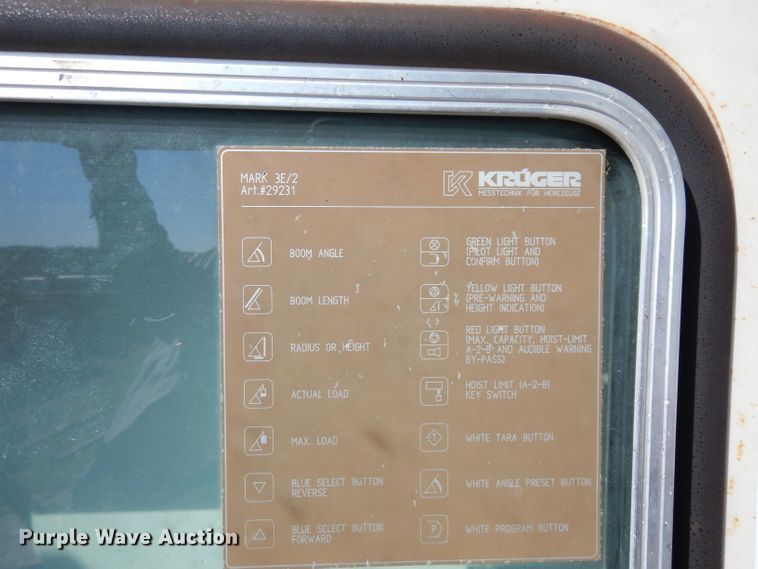 MARK 3E/2
Art.#29231
KRÜGER
MESSTECHNIK FÜR HEBEZEUGE
BOOM ANGLE
BOOM LENGTH
RADIUS OR HEIGHT
ACTUAL LOAD
MAX. LOAD
BLUE SELECT BUTTON
REVERSE
BLUE SELECT BUTTON
FORWARD
GREEN LIGHT BUTTON
(PILOT LIGHT AND
CONFIRM BUTTON)
YELLOW LIGHT BUTTON
(PRE-WARNING AND
HEIGHT INDICATION)
RED LIGHT BUTTON
(MAX. CAPACITY, HOIST-LIMIT
A-2-B) AND AUDIBLE WARNING
BY-PASS)
HOIST LIMIT (A-2-B)
KEY SWITCH
T
WHITE TARA BUTTON
WHITE ANGLE PRESET BUTTON
P
WHITE PROGRAM BUTTON
Purple Wave Auction